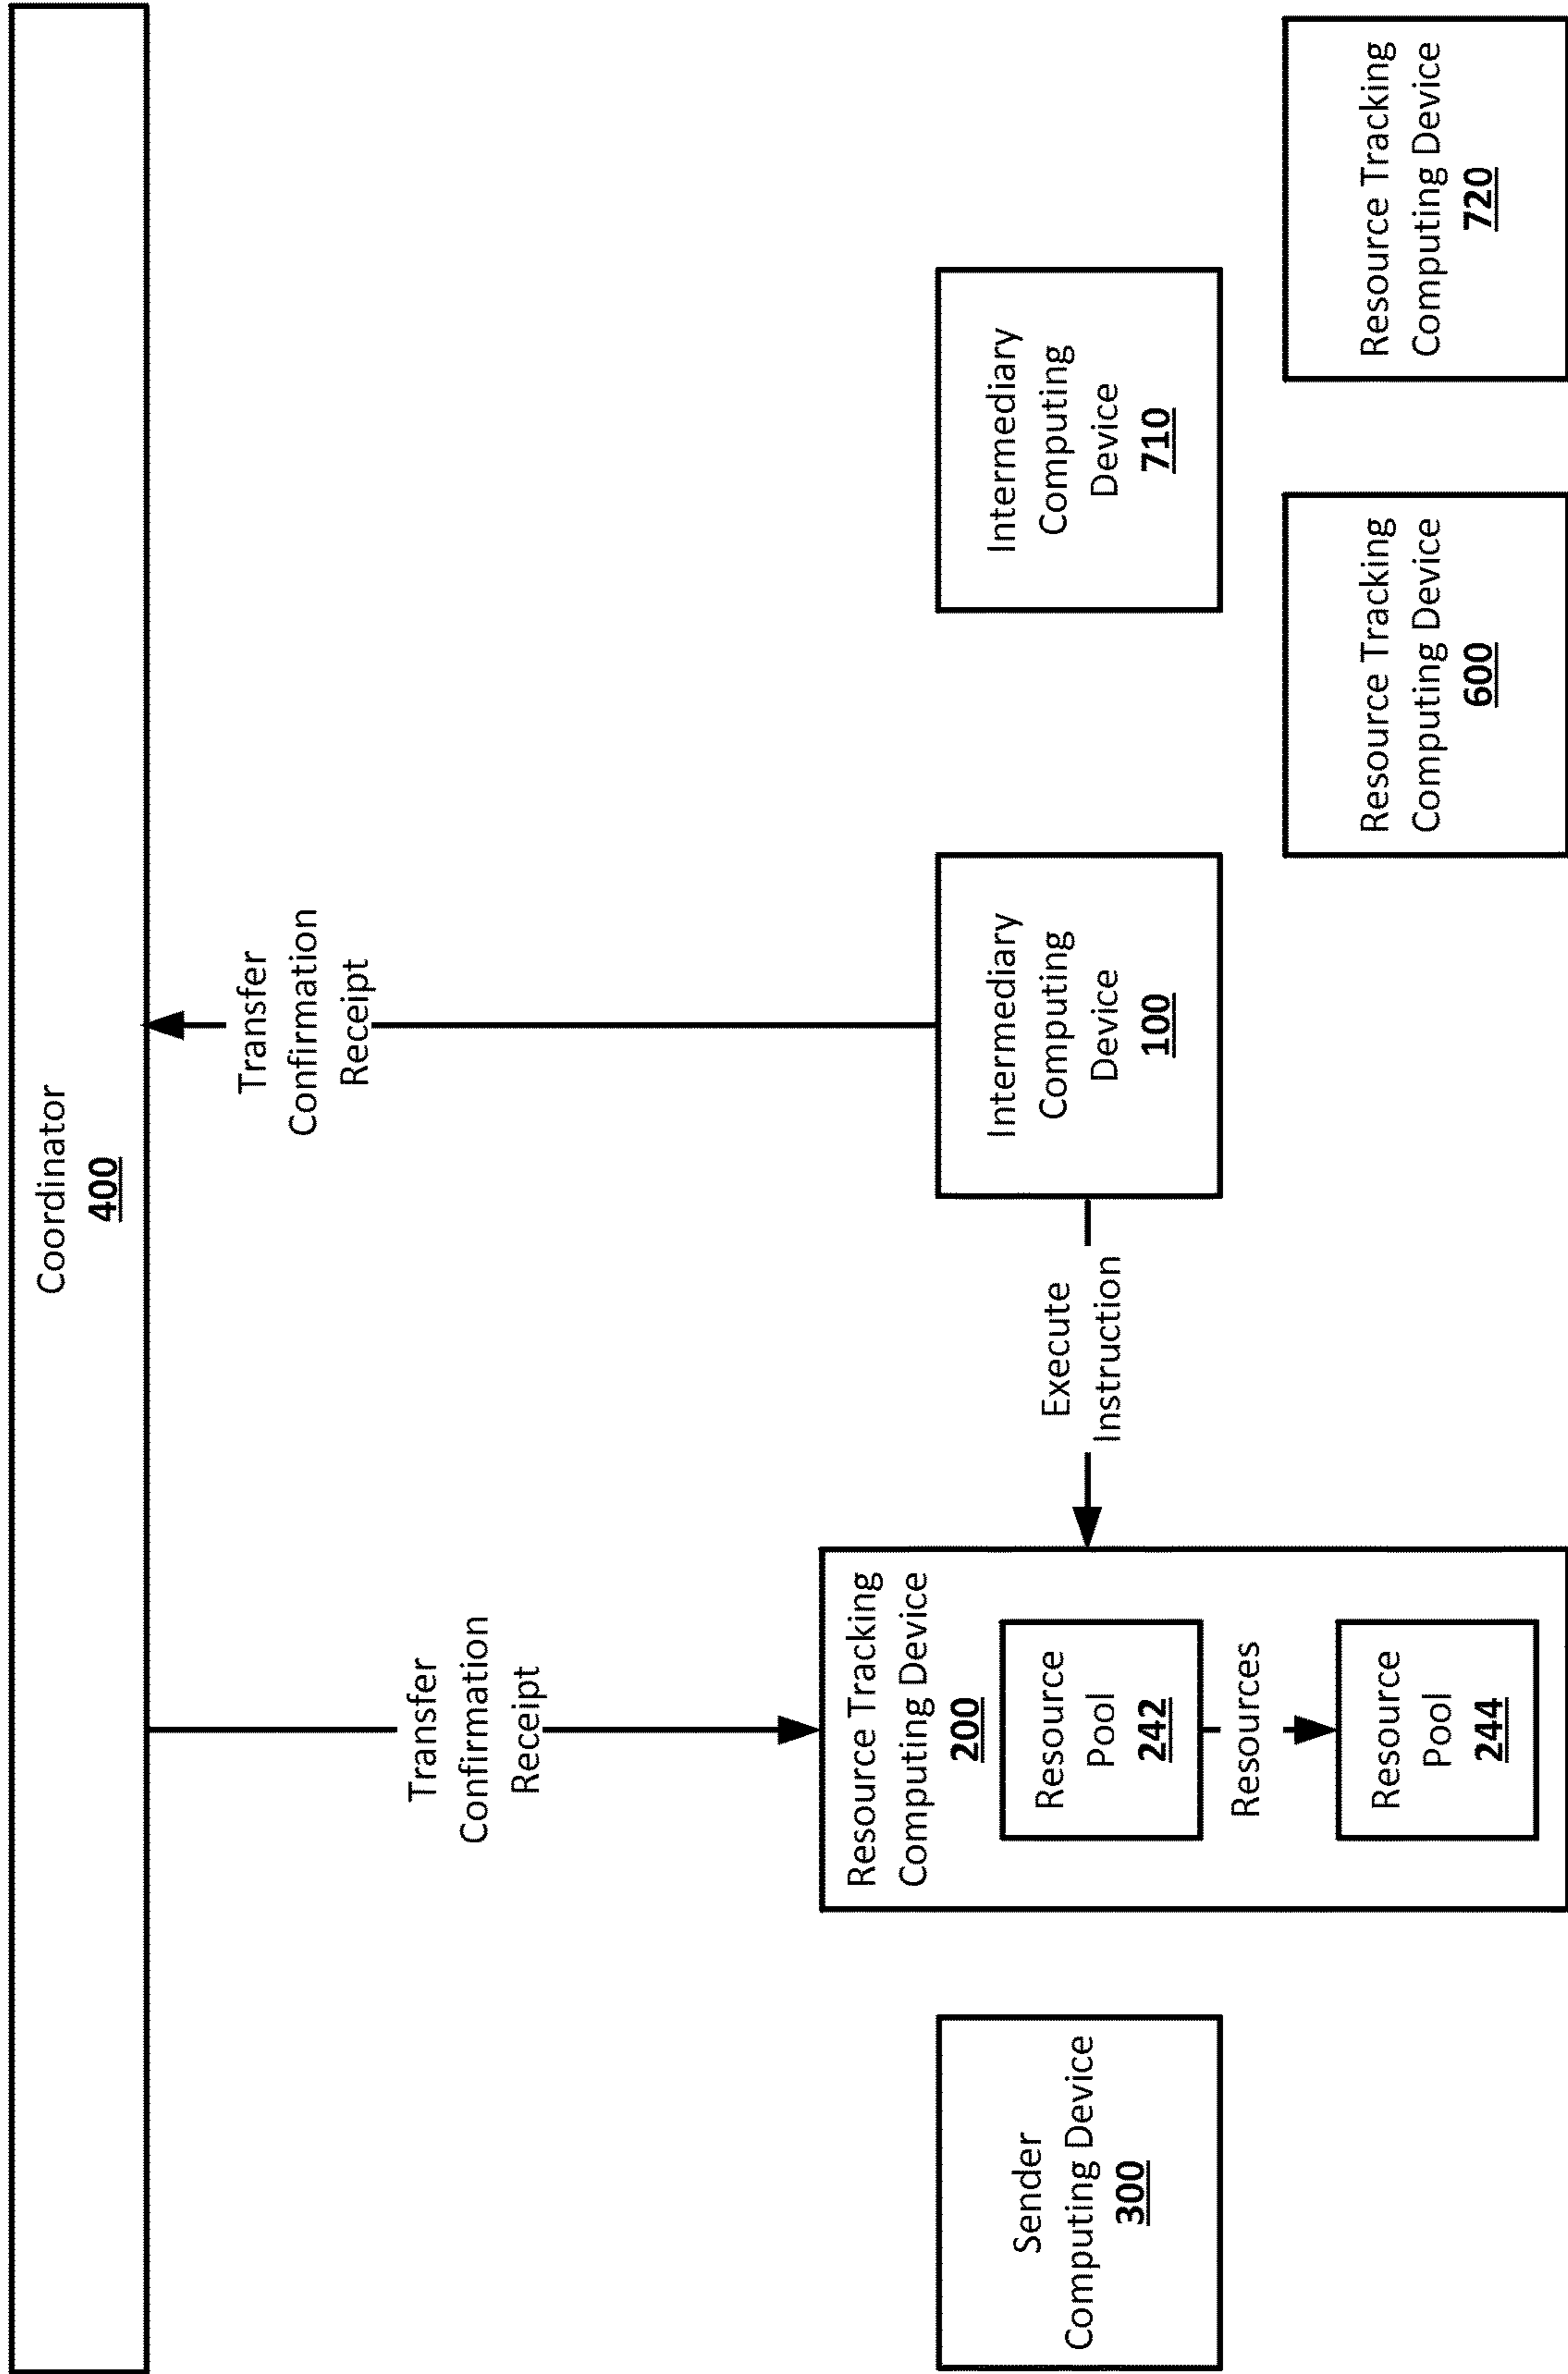 Coordinator
400
Transfer
Confirmation
Receipt
Transfer
Confirmation
Receipt
Sender
Computing Device
300
Resource Tracking
Computing Device
200
Resource
Pool
242
Resources
Resource
Pool
244
Execute
Instruction
Intermediary
Computing
Device
100
Intermediary
Computing
Device
710
Resource Tracking
Computing Device
600
Resource Tracking
Computing Device
720